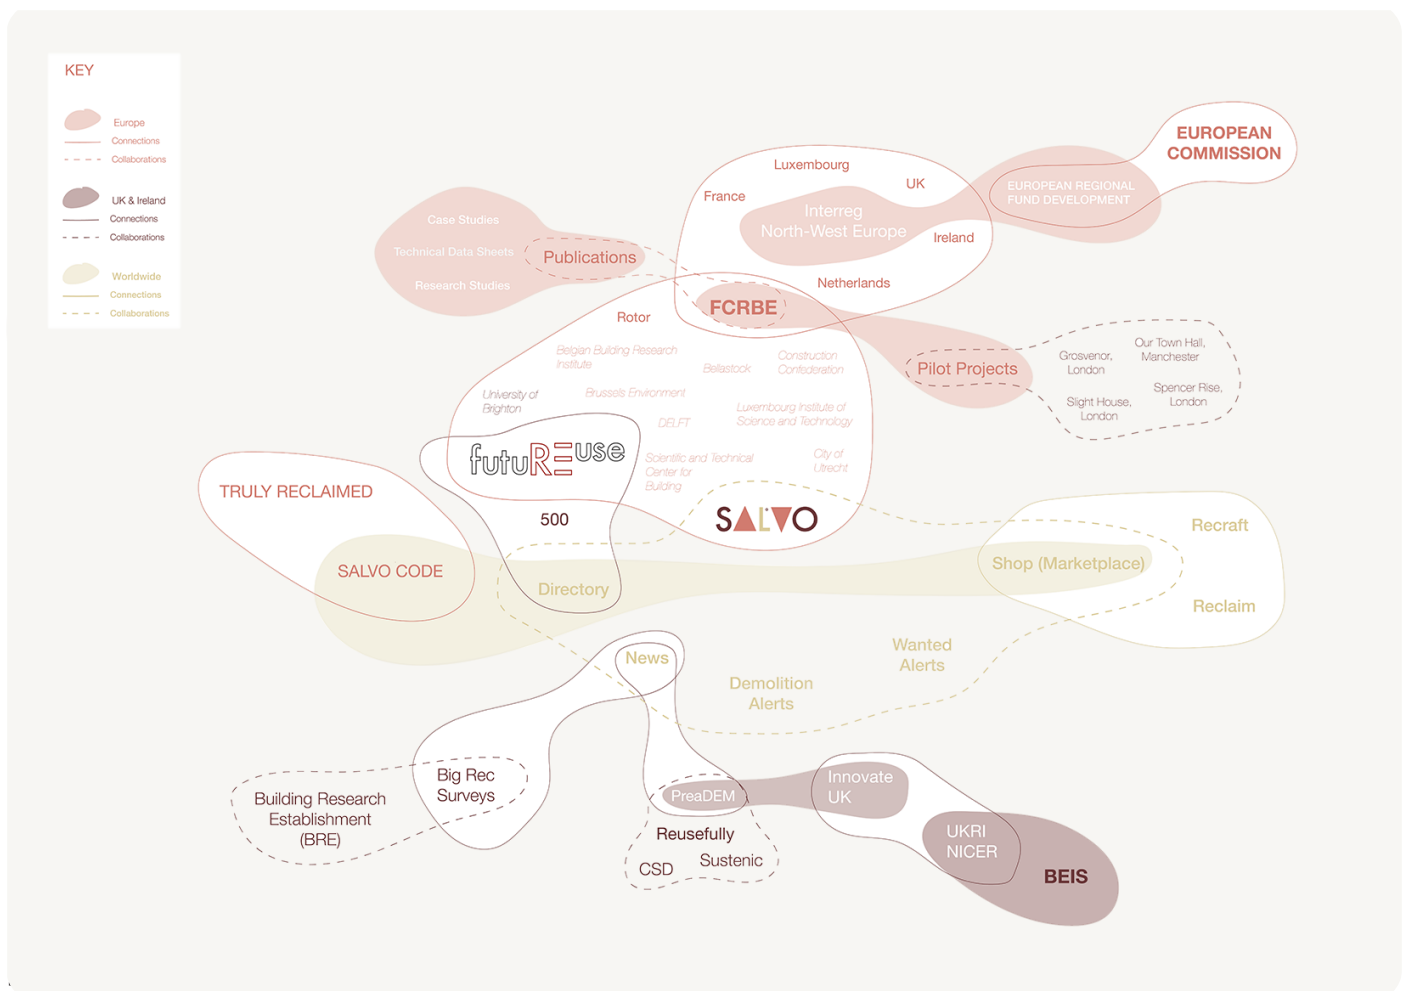 KEY
Europe
Connections
Collaborations
UK & Ireland
Connections
Collaborations
Worldwide
Connections
Collaborations
EUROPEAN
COMMISSION
EUROPEAN REGIONAL
FUND DEVELOPMENT
Luxembourg
UK
France
Interreg
North-West Europe
Ireland
Netherlands
Case Studies
Technical Data Sheets
Research Studies
Publications
FCRBE
Rotor
Belgian Building Research
Institute
Bellastock
Construction
Confederation
University of
Brighton
Brussels Environment
DELFT
Luxembourg Institute of
Science and Technology
Scientific and Technical
Center for
Building
City of
Utrecht
Pilot Projects
Grosvenor,
London
Our Town Hall,
Manchester
Slight House,
London
Spencer Rise,
London
futuREuse
500
SALVO
TRULY RECLAIMED
SALVO CODE
Directory
Shop (Marketplace)
Recraft
Reclaim
News
Wanted
Alerts
Demolition
Alerts
Big Rec
Surveys
Building Research
Establishment
(BRE)
PreaDEM
Reusefully
CSD
Sustenic
Innovate
UK
UKRI
NICER
BEIS